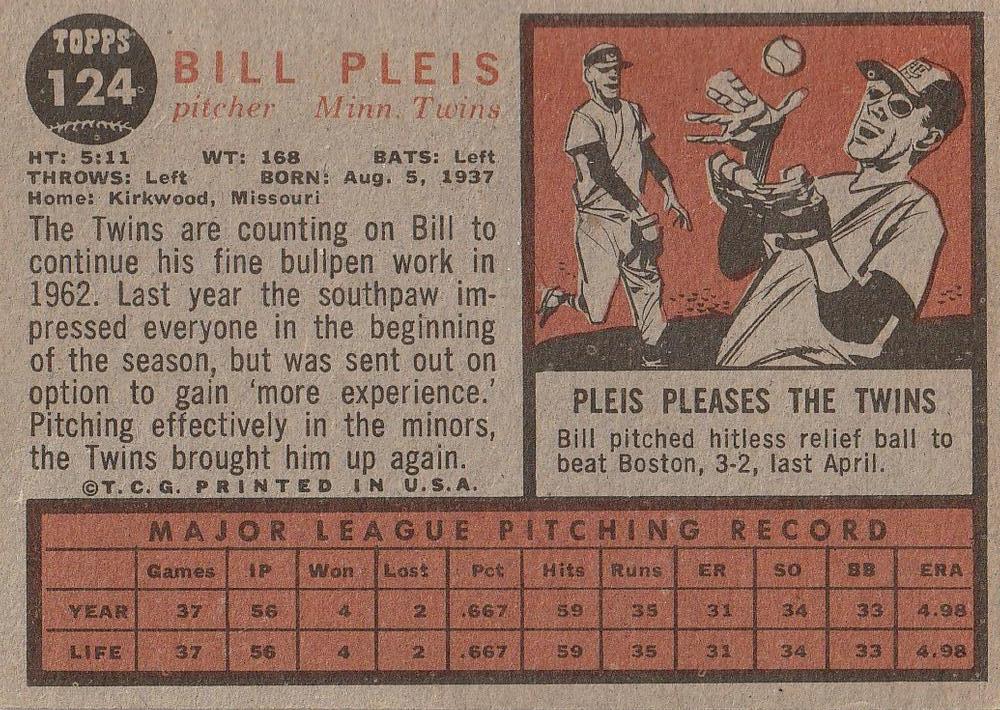 TOPPS
124
BILL PLEIS
pitcher Minn. Twins
HT: 5:11 WT: 168 BATS: Left
THROWS: Left BORN: Aug. 5, 1937
Home: Kirkwood, Missouri
The Twins are counting on Bill to
continue his fine bullpen work in
1962. Last year the southpaw im-
pressed everyone in the beginning
of the season, but was sent out on
option to gain ‘more experience.’
Pitching effectively in the minors,
the Twins brought him up again.
©T. C. G. PRINTED IN U.S.A.
PLEIS PLEASES THE TWINS
Bill pitched hitless relief ball to
beat Boston, 3-2, last April.
MAJOR LEAGUE PITCHING RECORD
Games IP Won Lost Pct Hits Runs ER SO BB ERA
YEAR 37 56 4 2 .667 59 35 31 34 33 4.98
LIFE 37 56 4 2 .667 59 35 31 34 33 4.98